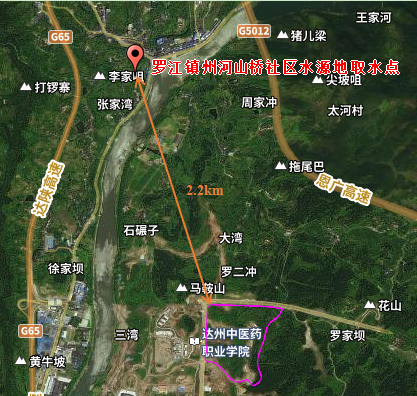 王家河
G65
G5012
猪儿梁
李家咀
罗江镇州河山桥社区水源地取水点
打锣寨
尖坡咀
张家湾
周家冲
太河村
拖尾巴
达陕高速
恩广高速
2.2km
石碾子
大湾
徐家坝
罗二冲
马鞍山
花山
G65
三湾
达州中医药
职业学院
罗家坝
黄牛坡